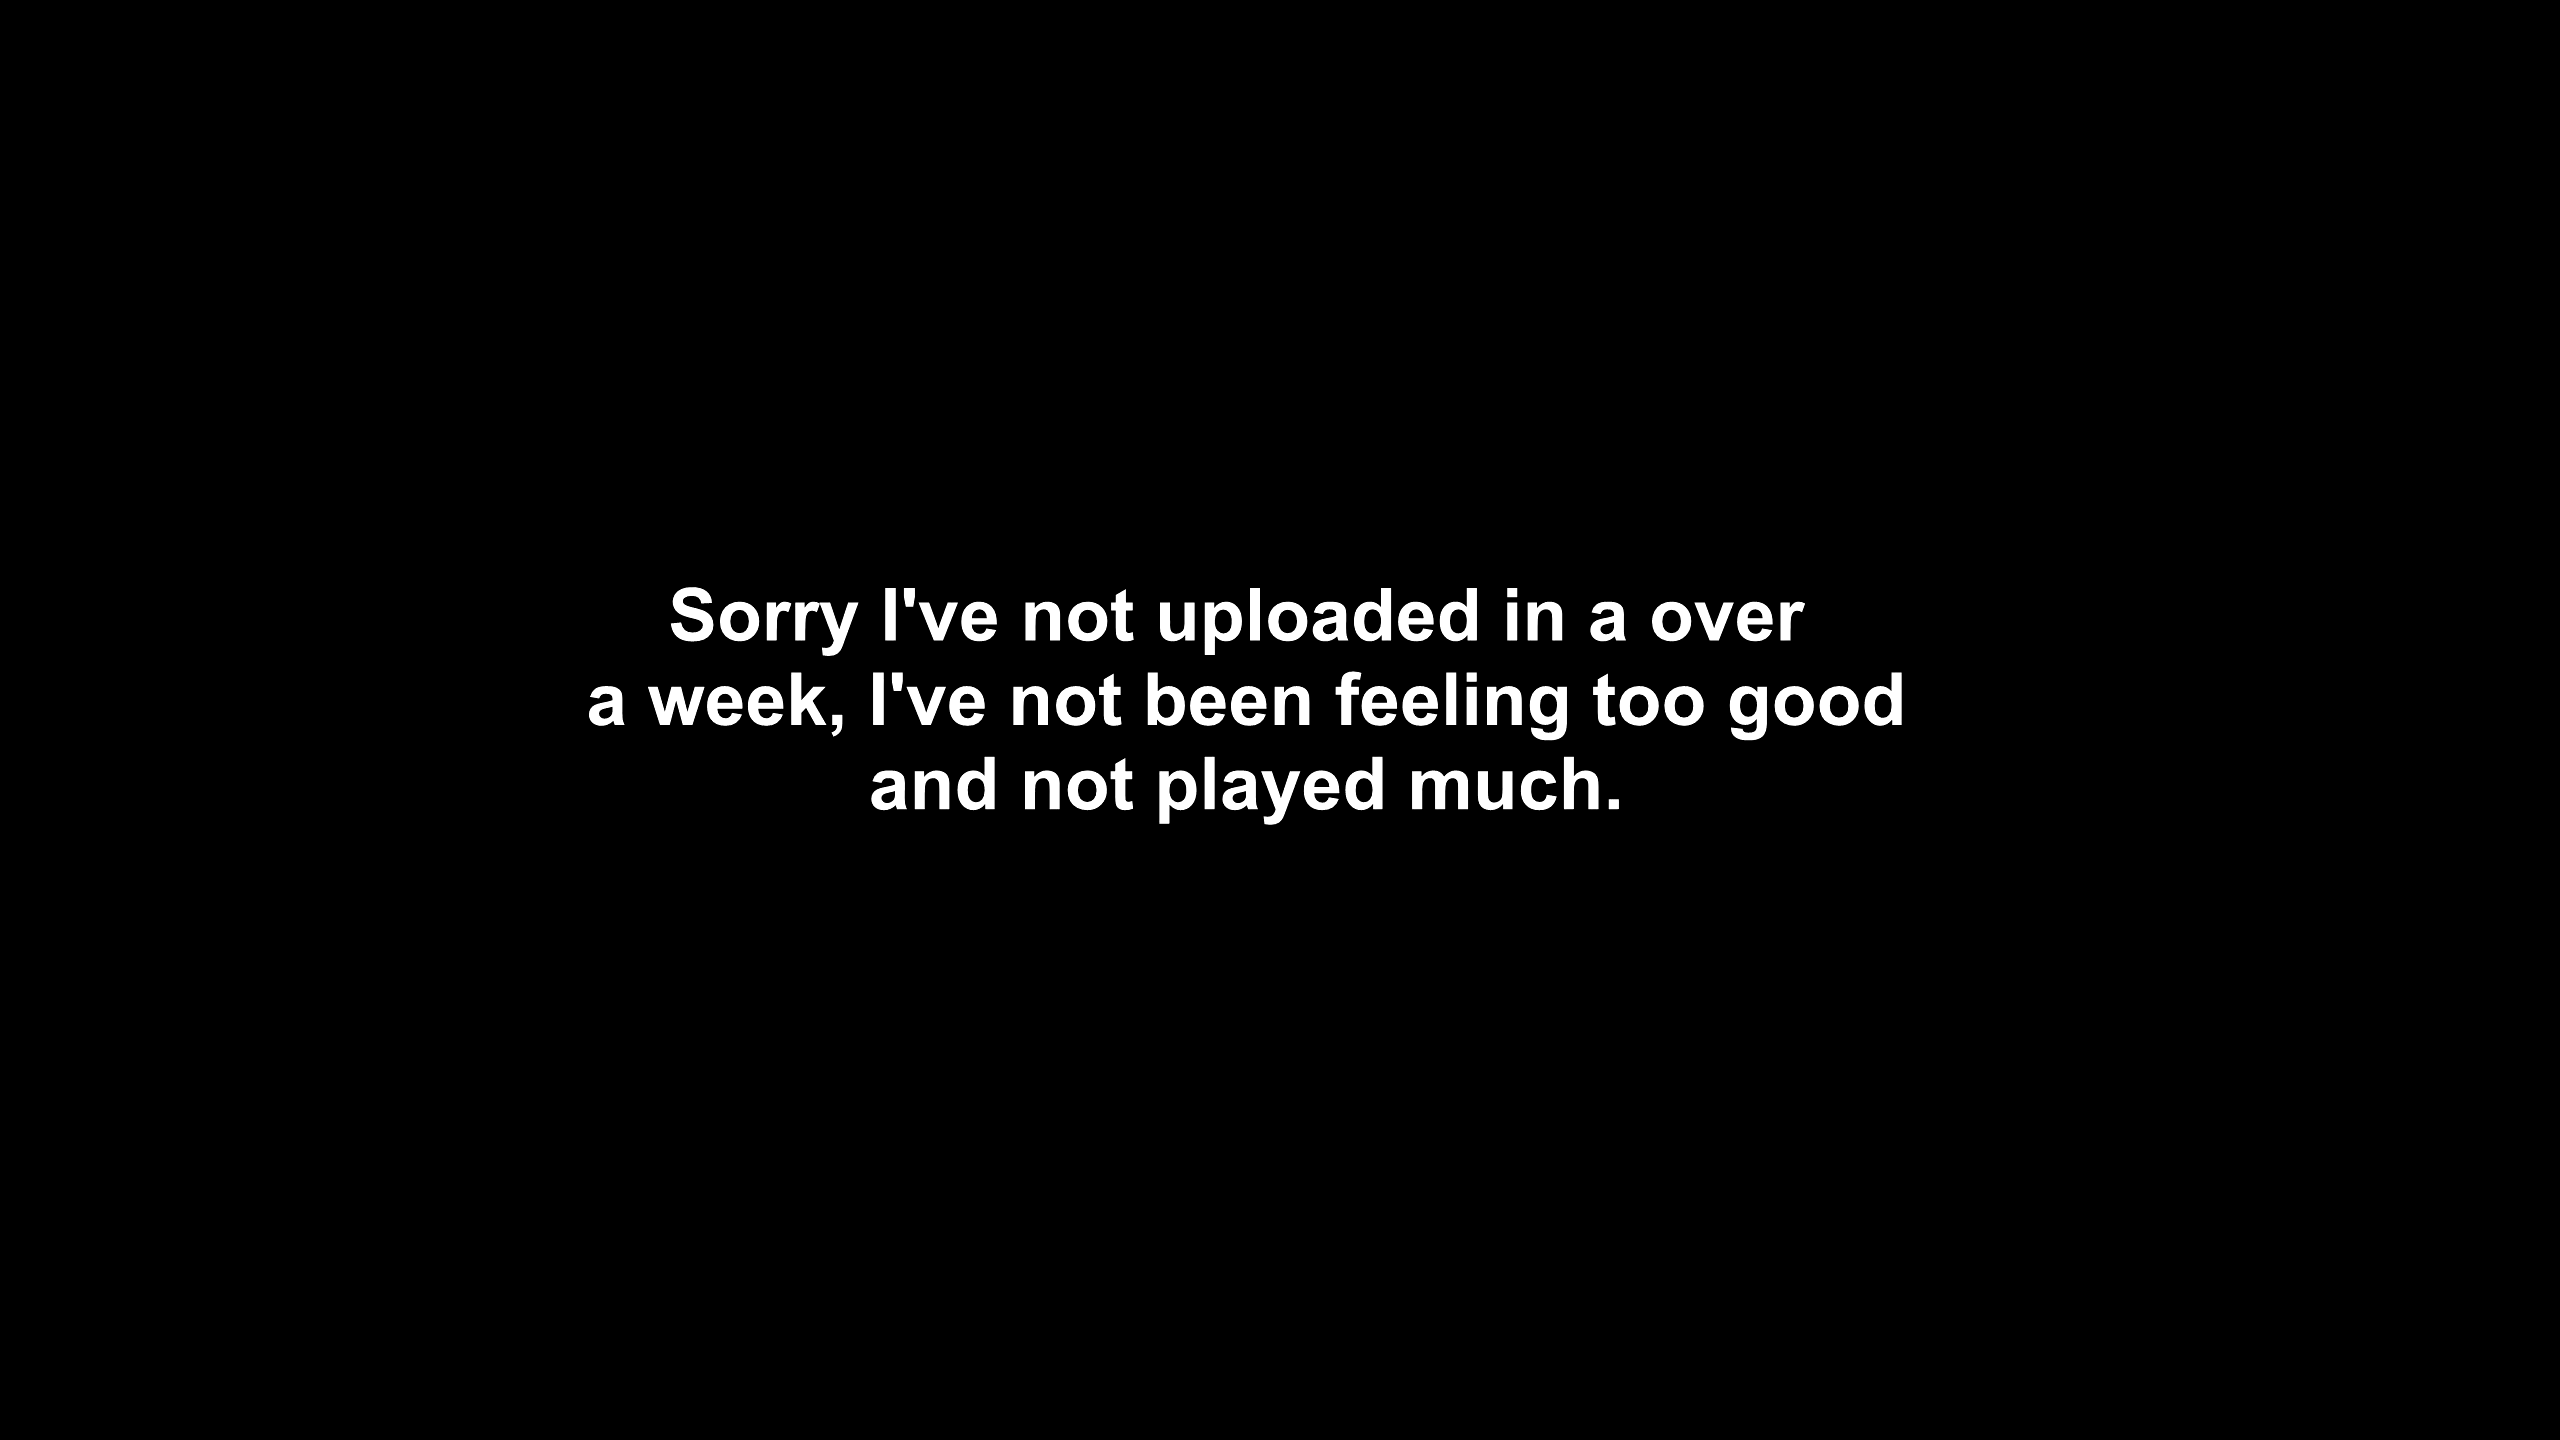 Sorry I've not uploaded in a over
a week, I've not been feeling too good
and not played much.